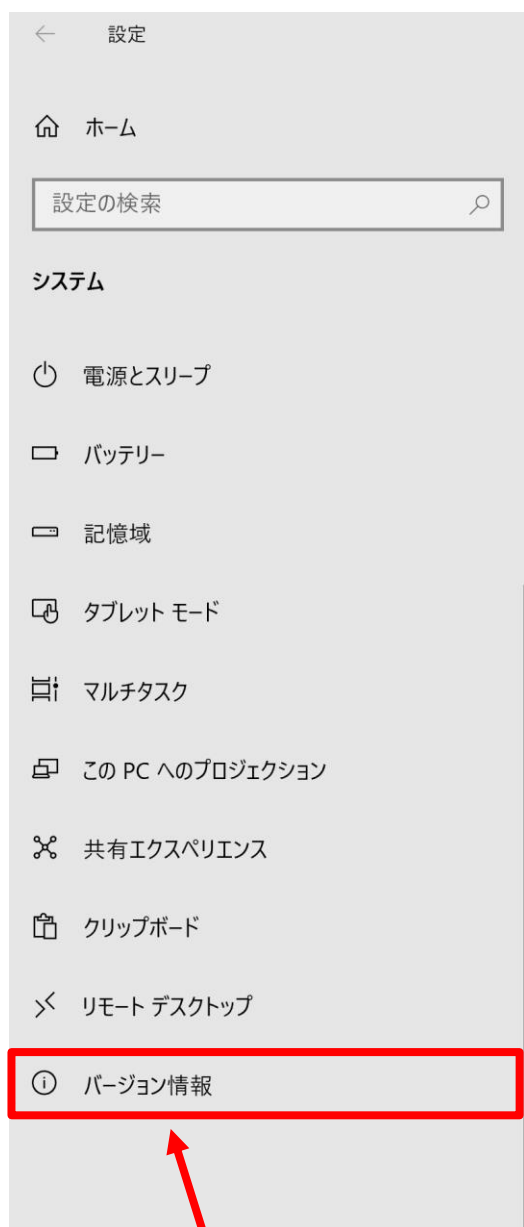 設定
ホーム
設定の検索
システム
電源とスリープ
バッテリー
記憶域
タブレット モード
マルチタスク
この PC へのプロジェクション
共有エクスペリエンス
クリップボード
リモート デスクトップ
バージョン情報